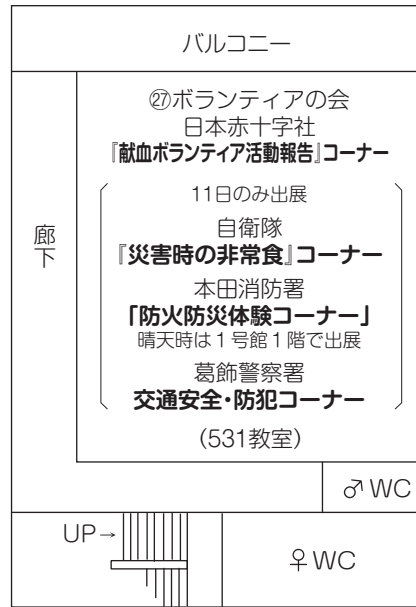 バルコニー
㉗ボランティアの会
日本赤十字社
『献血ボランティア活動報告』コーナー
11日のみ出展
自衛隊
『災害時の非常食』コーナー
本田消防署
「防火防災体験コーナー」
晴天時は1号館1階で出展
葛飾警察署
交通安全・防犯コーナー
(531教室)
廊下
♂WC
UP→
♀WC